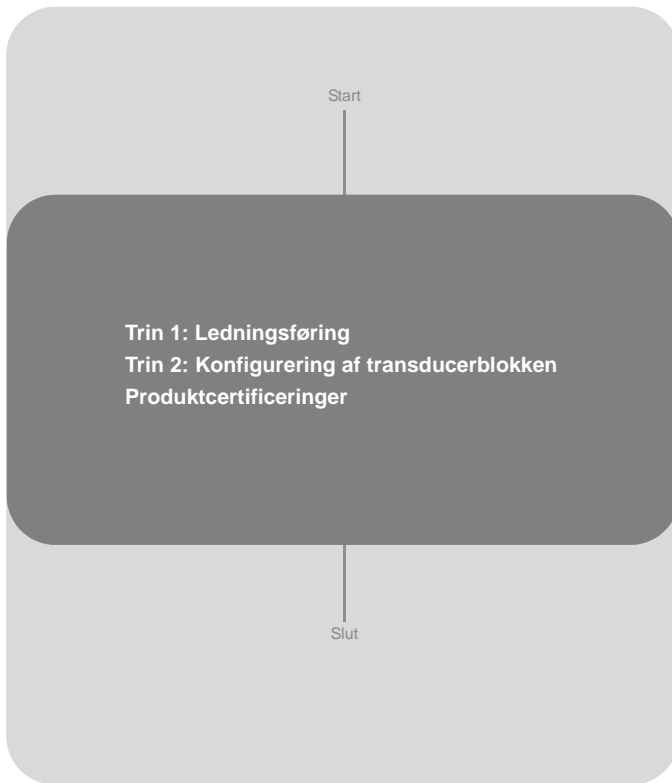 Start
Trin 1: Ledningsføring
Trin 2: Konfigurering af transducerblokken
Produktcertificeringer
Slut